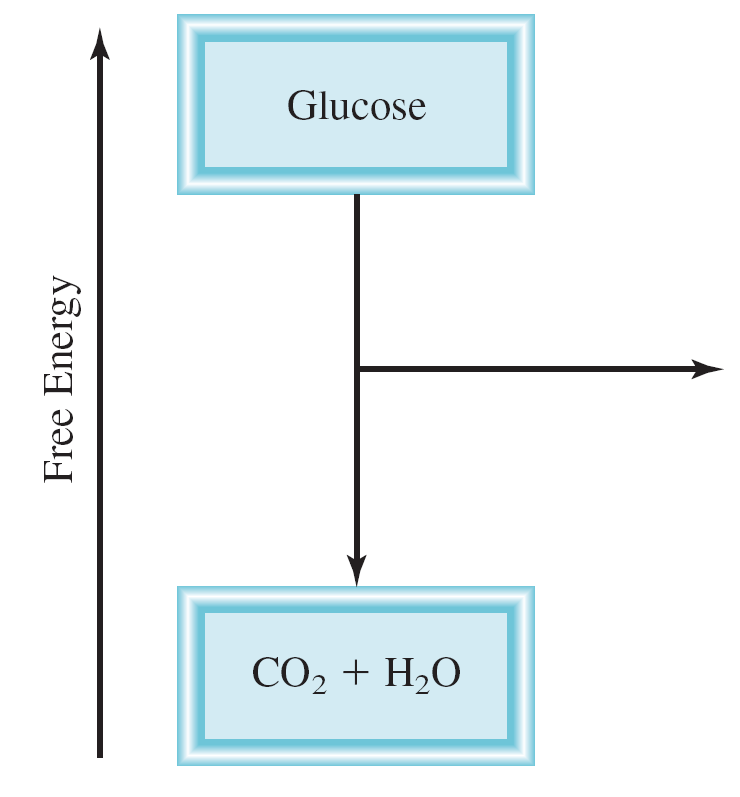 Glucose
Free Energy
CO₂ + H₂O